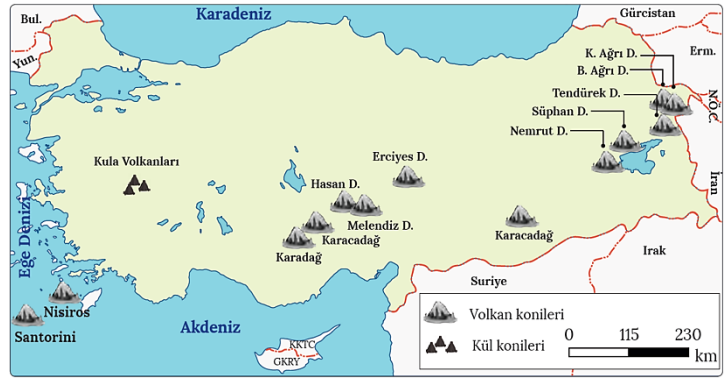 Karadeniz
Bul.
Yun.
Gürcistan
Erm.
K. Ağrı D.
B. Ağrı D.
Tendürek D.
Süphan D.
Nemrut D.
N.Ö.C.
İran
Kula Volkanları
Erciyes D.
Hasan D.
Melendiz D.
Karacadağ
Karadağ
Karacadağ
Ege Denizi
Nisiros
Santorini
Akdeniz
KKTC
GKRY
Suriye
Irak
Volkan konileri
Kül konileri
0 115 230
km